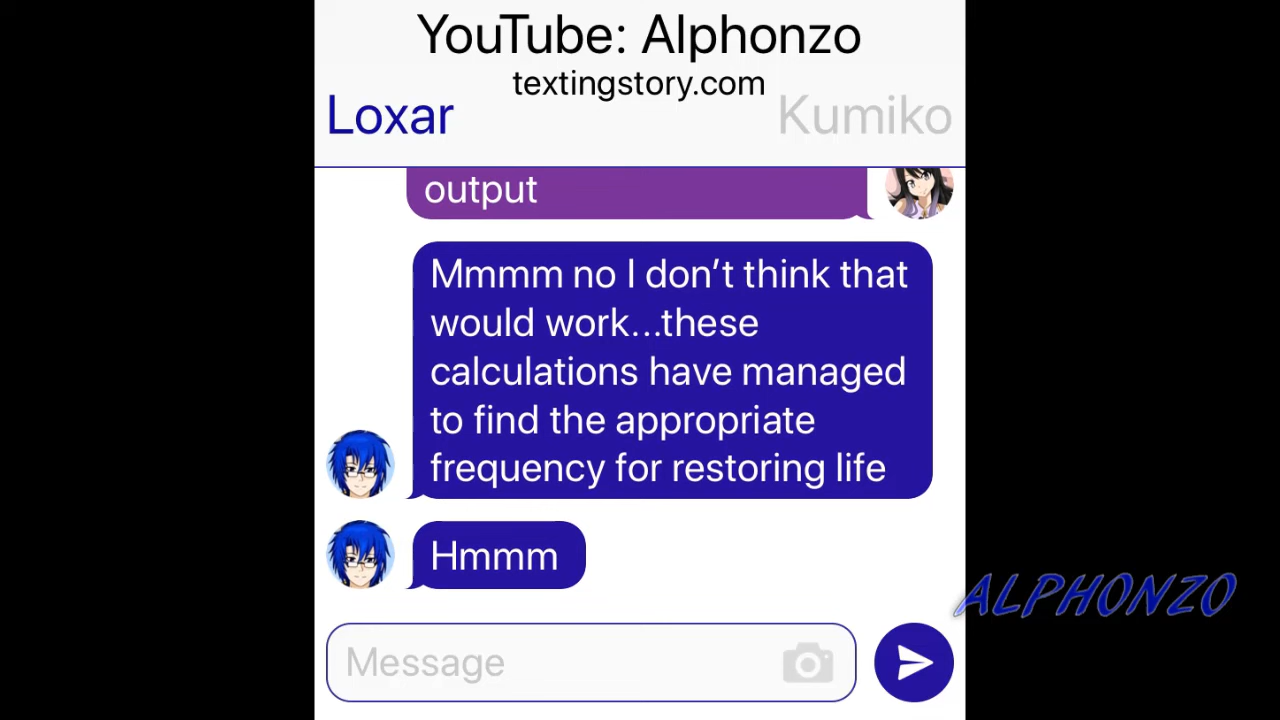 YouTube: Alphonzo
textingstory.com
Loxar
Kumiko
output
Mmmm no I don’t think that
would work...these
calculations have managed
to find the appropriate
frequency for restoring life
Hmmm
ALPHONZO
Message